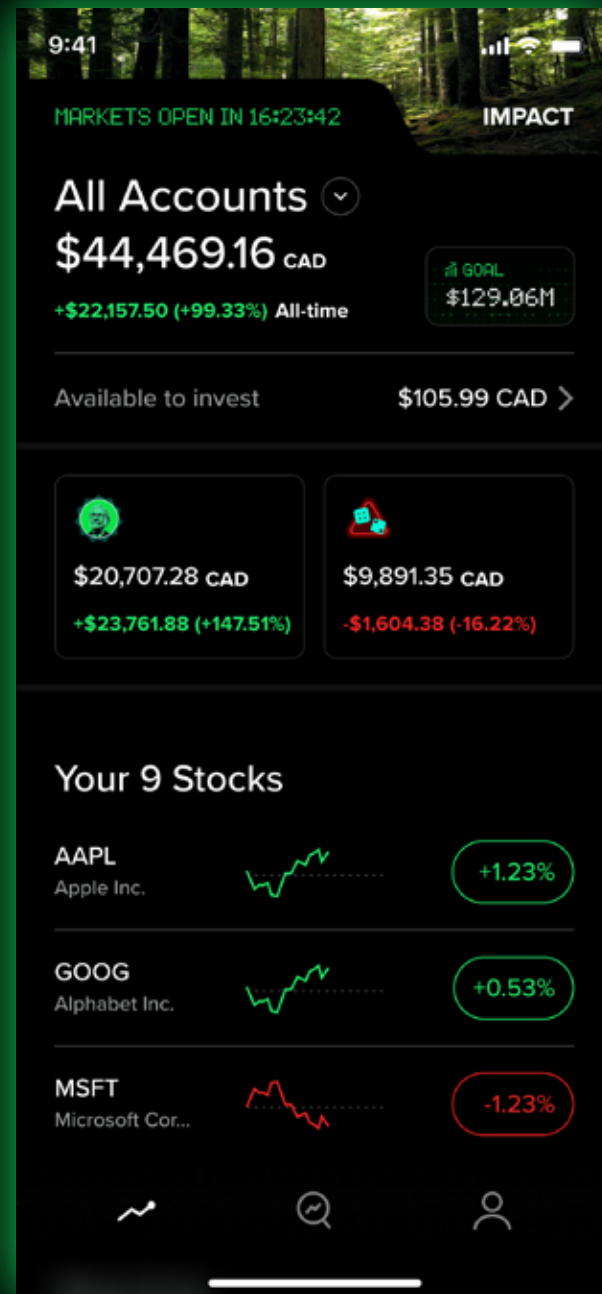 9:41
MARKETS OPEN IN 16:23:42
IMPACT
All Accounts
$44,469.16 CAD
+$22,157.50 (+99.33%) All-time
GOAL
$129.06M
Available to invest
$105.99 CAD
$20,707.28 CAD
+$23,761.88 (+147.51%)
$9,891.35 CAD
-$1,604.38 (-16.22%)
Your 9 Stocks
AAPL
Apple Inc.
+1.23%
GOOG
Alphabet Inc.
+0.53%
MSFT
Microsoft Cor...
-1.23%